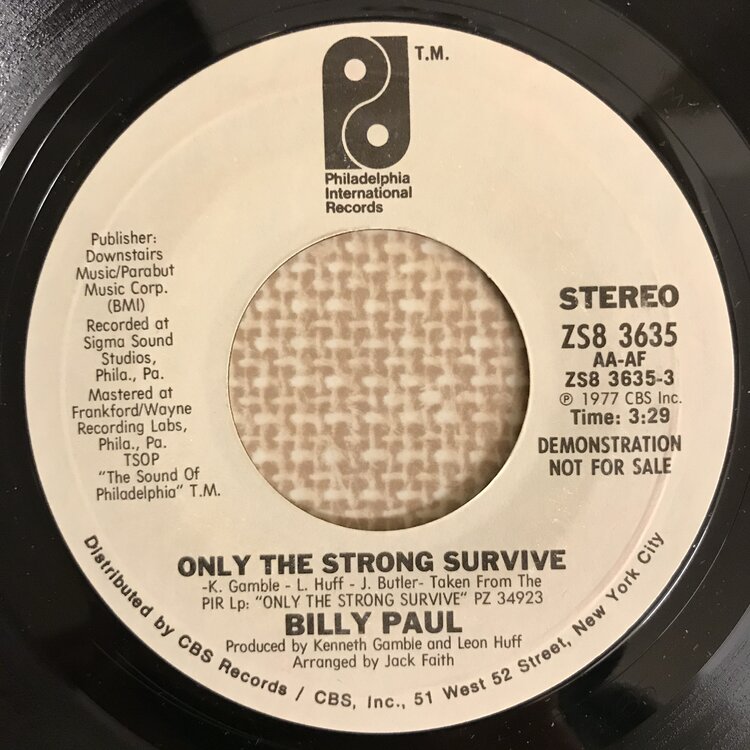 T.M.
Philadelphia
International
Records
Publisher:
Downstairs
Music/Parabut
Music Corp.
(BMI)
Recorded at
Sigma Sound
Studios,
Phila., Pa.
Mastered at
Frankford/Wayne
Recording Labs,
Phila., Pa.
TSOP
"The Sound Of
Philadelphia" T.M.
STEREO
ZS8 3635
AA-AF
ZS8 3635-3
℗ 1977 CBS Inc.
Time: 3:29
DEMONSTRATION
NOT FOR SALE
ONLY THE STRONG SURVIVE
-K. Gamble - L. Huff - J. Butler- Taken From The
PIR Lp: "ONLY THE STRONG SURVIVE" PZ 34923
BILLY PAUL
Produced by Kenneth Gamble and Leon Huff
Arranged by Jack Faith
Distributed by CBS Records / CBS, Inc., 51 West 52 Street, New York City